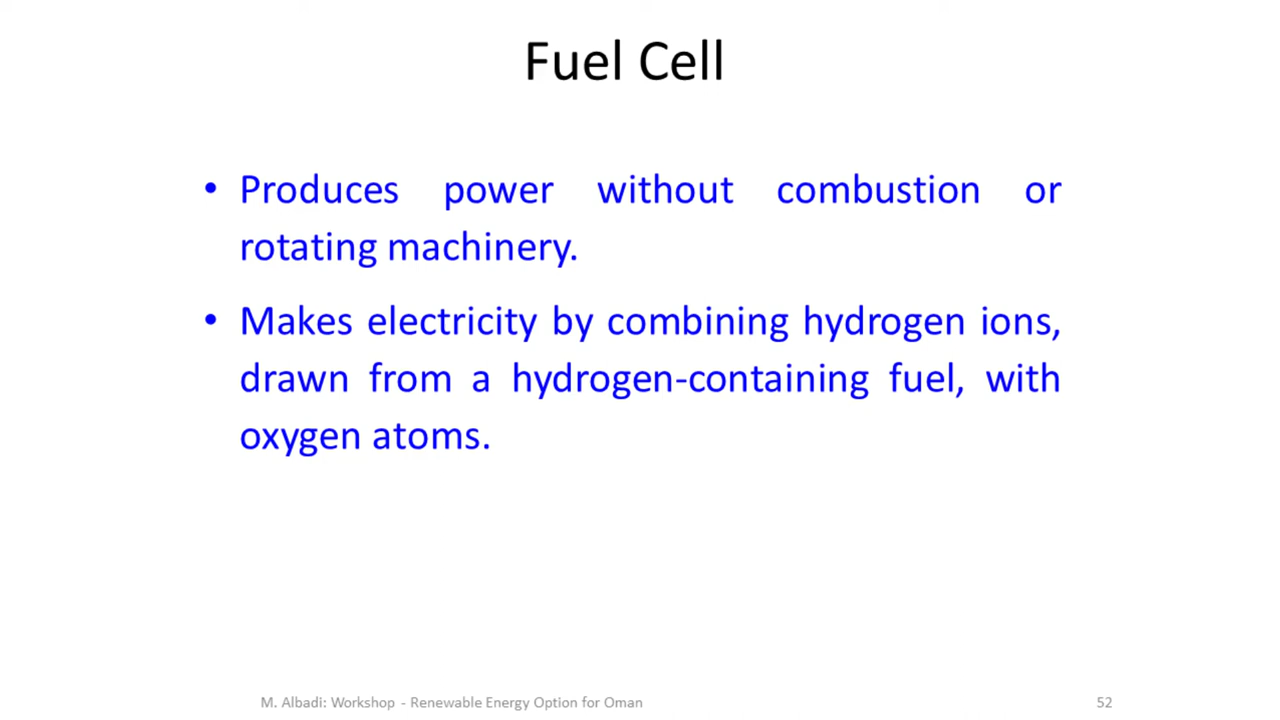 Fuel Cell
• Produces power without combustion or
rotating machinery.
• Makes electricity by combining hydrogen ions,
drawn from a hydrogen-containing fuel, with
oxygen atoms.
M. Albadi: Workshop - Renewable Energy Option for Oman
52